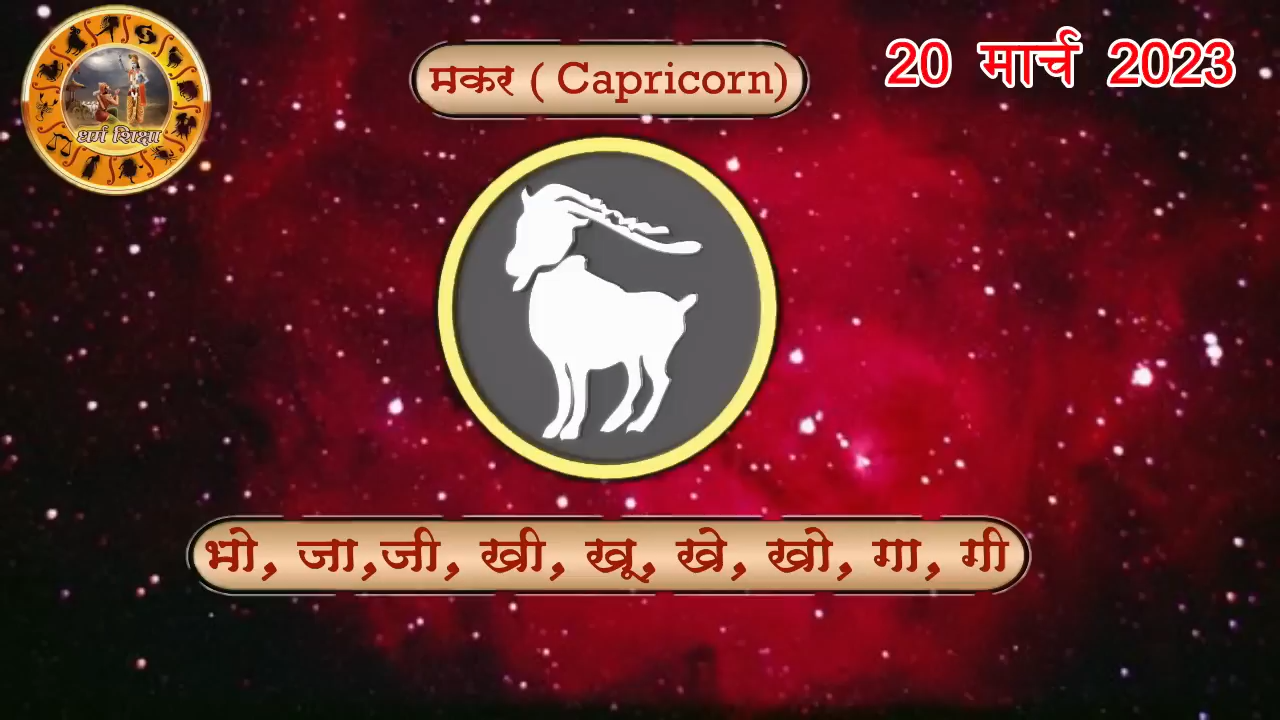 धर्म शिक्षा
मकर ( Capricorn)
20 मार्च 2023
भो, जा,जी, खी, खू, खे, खो, गा, गी